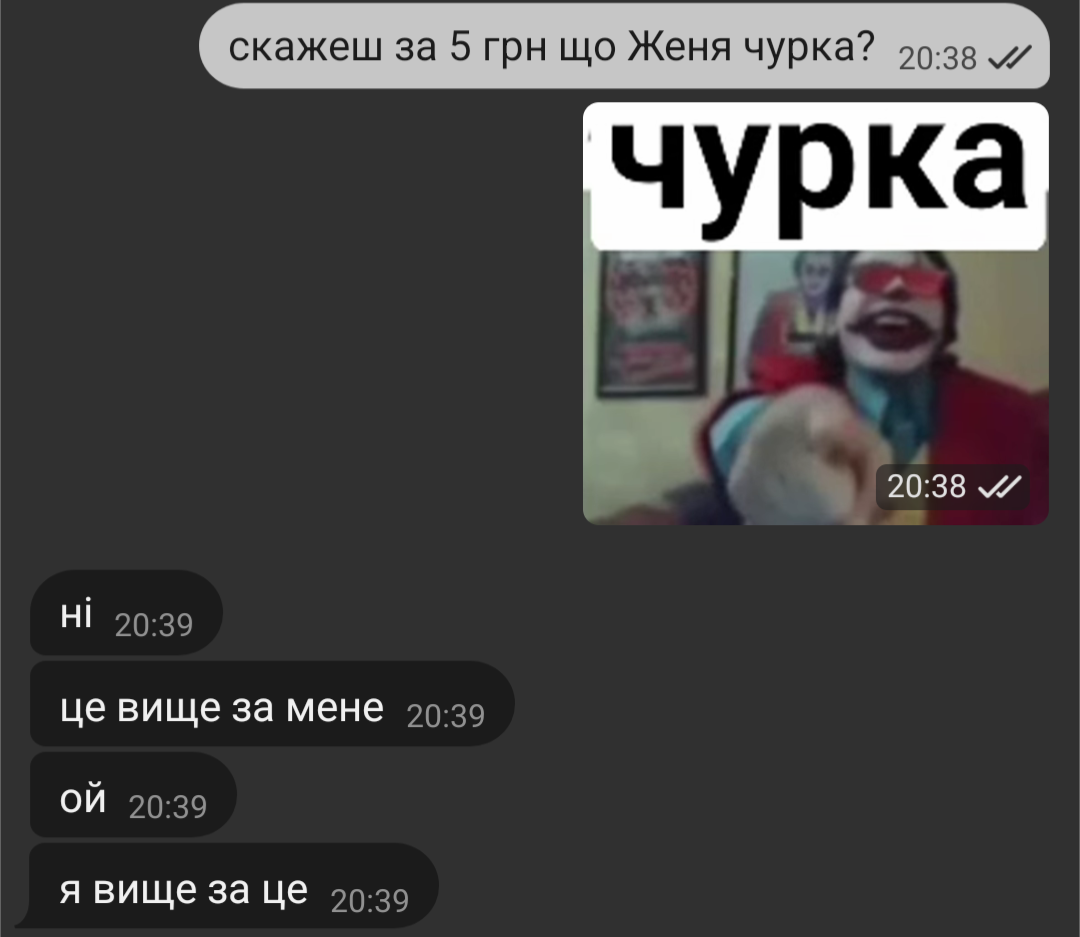 скажеш за 5 грн що Женя чурка? 20:38
чурка
20:38
ні 20:39
це вище за мене 20:39
ой 20:39
я вище за це 20:39